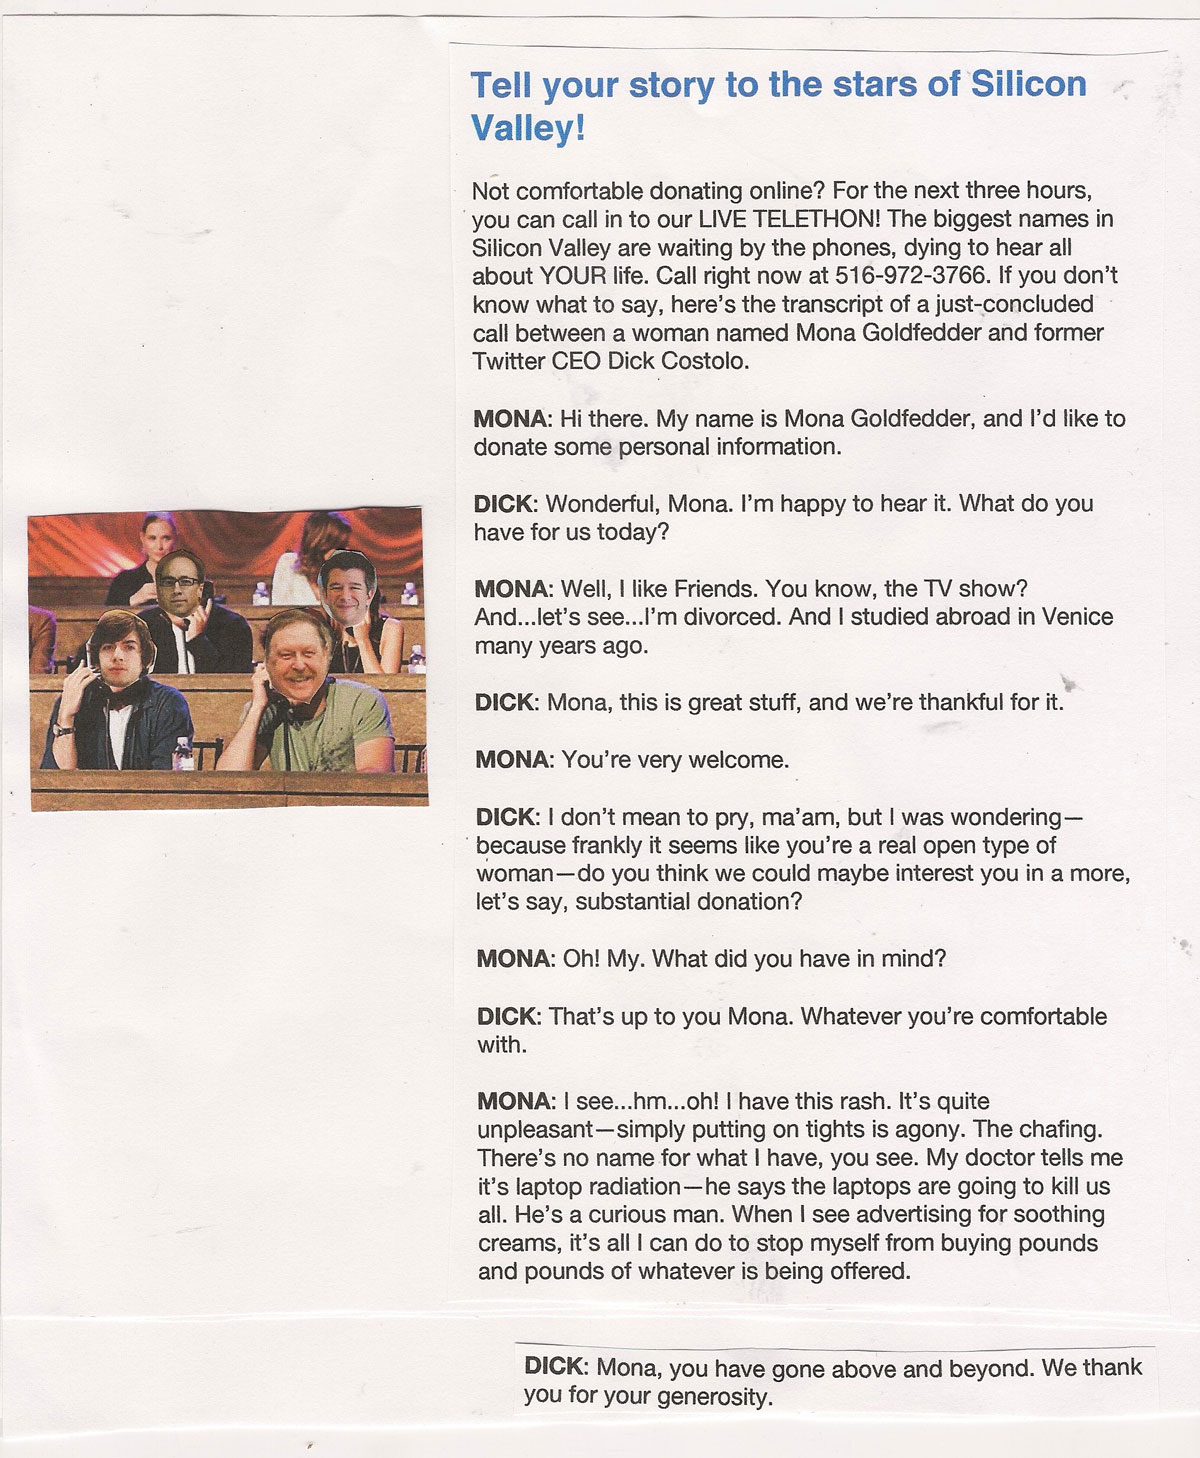 Tell your story to the stars of Silicon
Valley!
Not comfortable donating online? For the next three hours,
you can call in to our LIVE TELETHON! The biggest names in
Silicon Valley are waiting by the phones, dying to hear all
about YOUR life. Call right now at 516-972-3766. If you don't
know what to say, here's the transcript of a just-concluded
call between a woman named Mona Goldfedder and former
Twitter CEO Dick Costolo.
MONA: Hi there. My name is Mona Goldfedder, and I'd like to
donate some personal information.
DICK: Wonderful, Mona. I'm happy to hear it. What do you
have for us today?
MONA: Well, I like Friends. You know, the TV show?
And...let's see...I'm divorced. And I studied abroad in Venice
many years ago.
DICK: Mona, this is great stuff, and we're thankful for it.
MONA: You're very welcome.
DICK: I don't mean to pry, ma'am, but I was wondering—
because frankly it seems like you're a real open type of
woman—do you think we could maybe interest you in a more,
let's say, substantial donation?
MONA: Oh! My. What did you have in mind?
DICK: That's up to you Mona. Whatever you're comfortable
with.
MONA: I see...hm...oh! I have this rash. It's quite
unpleasant—simply putting on tights is agony. The chafing.
There's no name for what I have, you see. My doctor tells me
it's laptop radiation—he says the laptops are going to kill us
all. He's a curious man. When I see advertising for soothing
creams, it's all I can do to stop myself from buying pounds
and pounds of whatever is being offered.
DICK: Mona, you have gone above and beyond. We thank
you for your generosity.